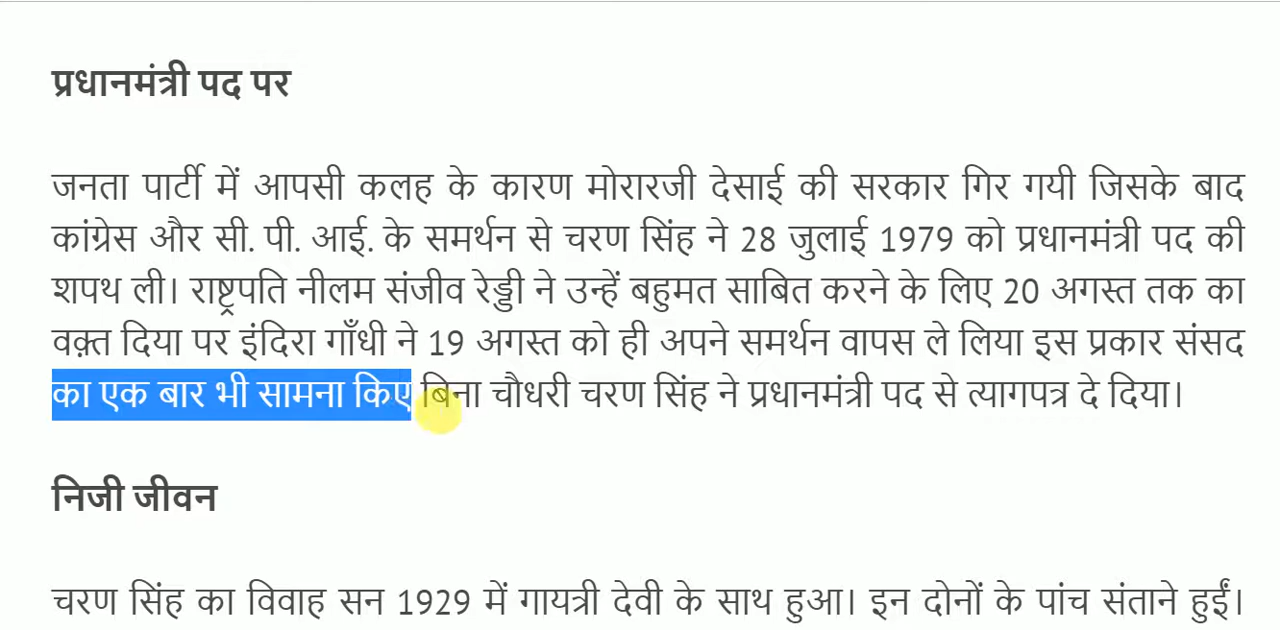 प्रधानमंत्री पद पर
जनता पार्टी में आपसी कलह के कारण मोरारजी देसाई की सरकार गिर गयी जिसके बाद
कांग्रेस और सी. पी. आई. के समर्थन से चरण सिंह ने 28 जुलाई 1979 को प्रधानमंत्री पद की
शपथ ली। राष्ट्रपति नीलम संजीव रेड्डी ने उन्हें बहुमत साबित करने के लिए 20 अगस्त तक का
वक़्त दिया पर इंदिरा गाँधी ने 19 अगस्त को ही अपने समर्थन वापस ले लिया इस प्रकार संसद
का एक बार भी सामना किए बिना चौधरी चरण सिंह ने प्रधानमंत्री पद से त्यागपत्र दे दिया।
निजी जीवन
चरण सिंह का विवाह सन 1929 में गायत्री देवी के साथ हुआ। इन दोनों के पांच संताने हुईं।